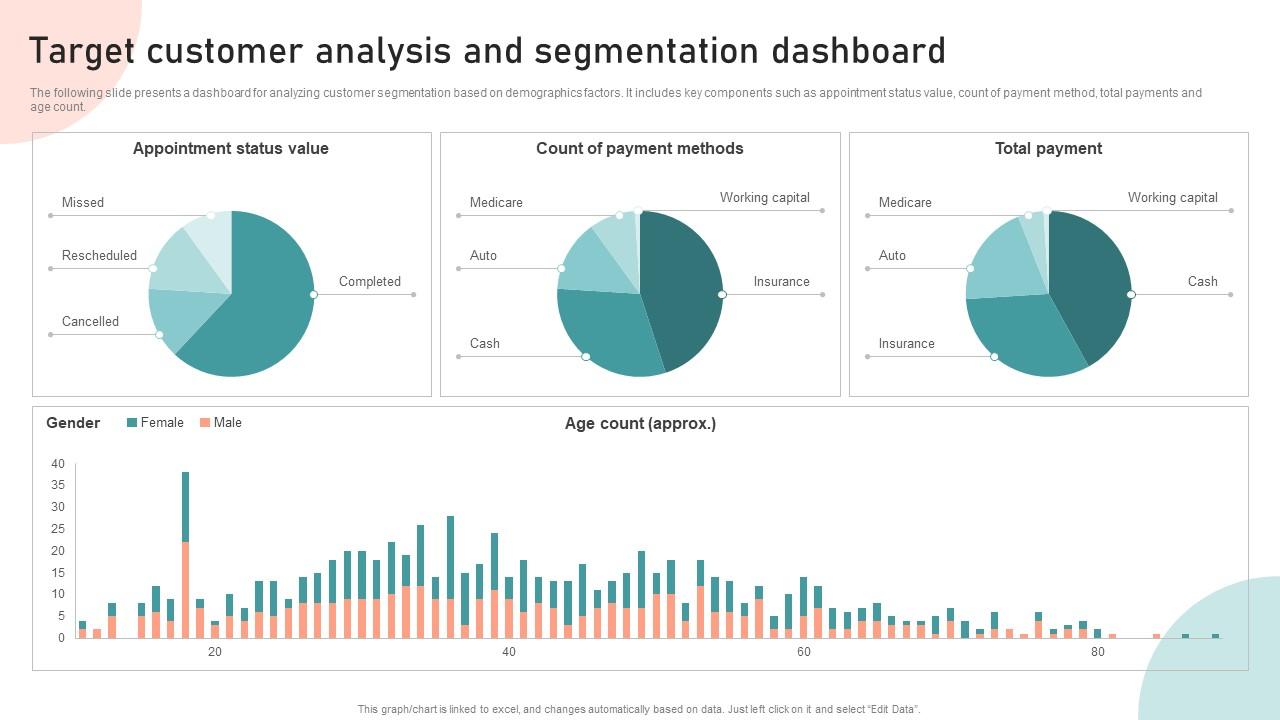 Target customer analysis and segmentation dashboard
The following slide presents a dashboard for analyzing customer segmentation based on demographics factors. It includes key components such as appointment status value, count of payment method, total payments and
age count.
Appointment status value
Missed
Rescheduled
Completed
Cancelled
Count of payment methods
Medicare
Working capital
Auto
Insurance
Cash
Total payment
Medicare
Working capital
Auto
Cash
Insurance
Gender Female Male
Age count (approx.)
40
35
30
25
20
15
10
5
0
20 40 60 80
This graph/chart is linked to excel, and changes automatically based on data. Just left click on it and select “Edit Data”.